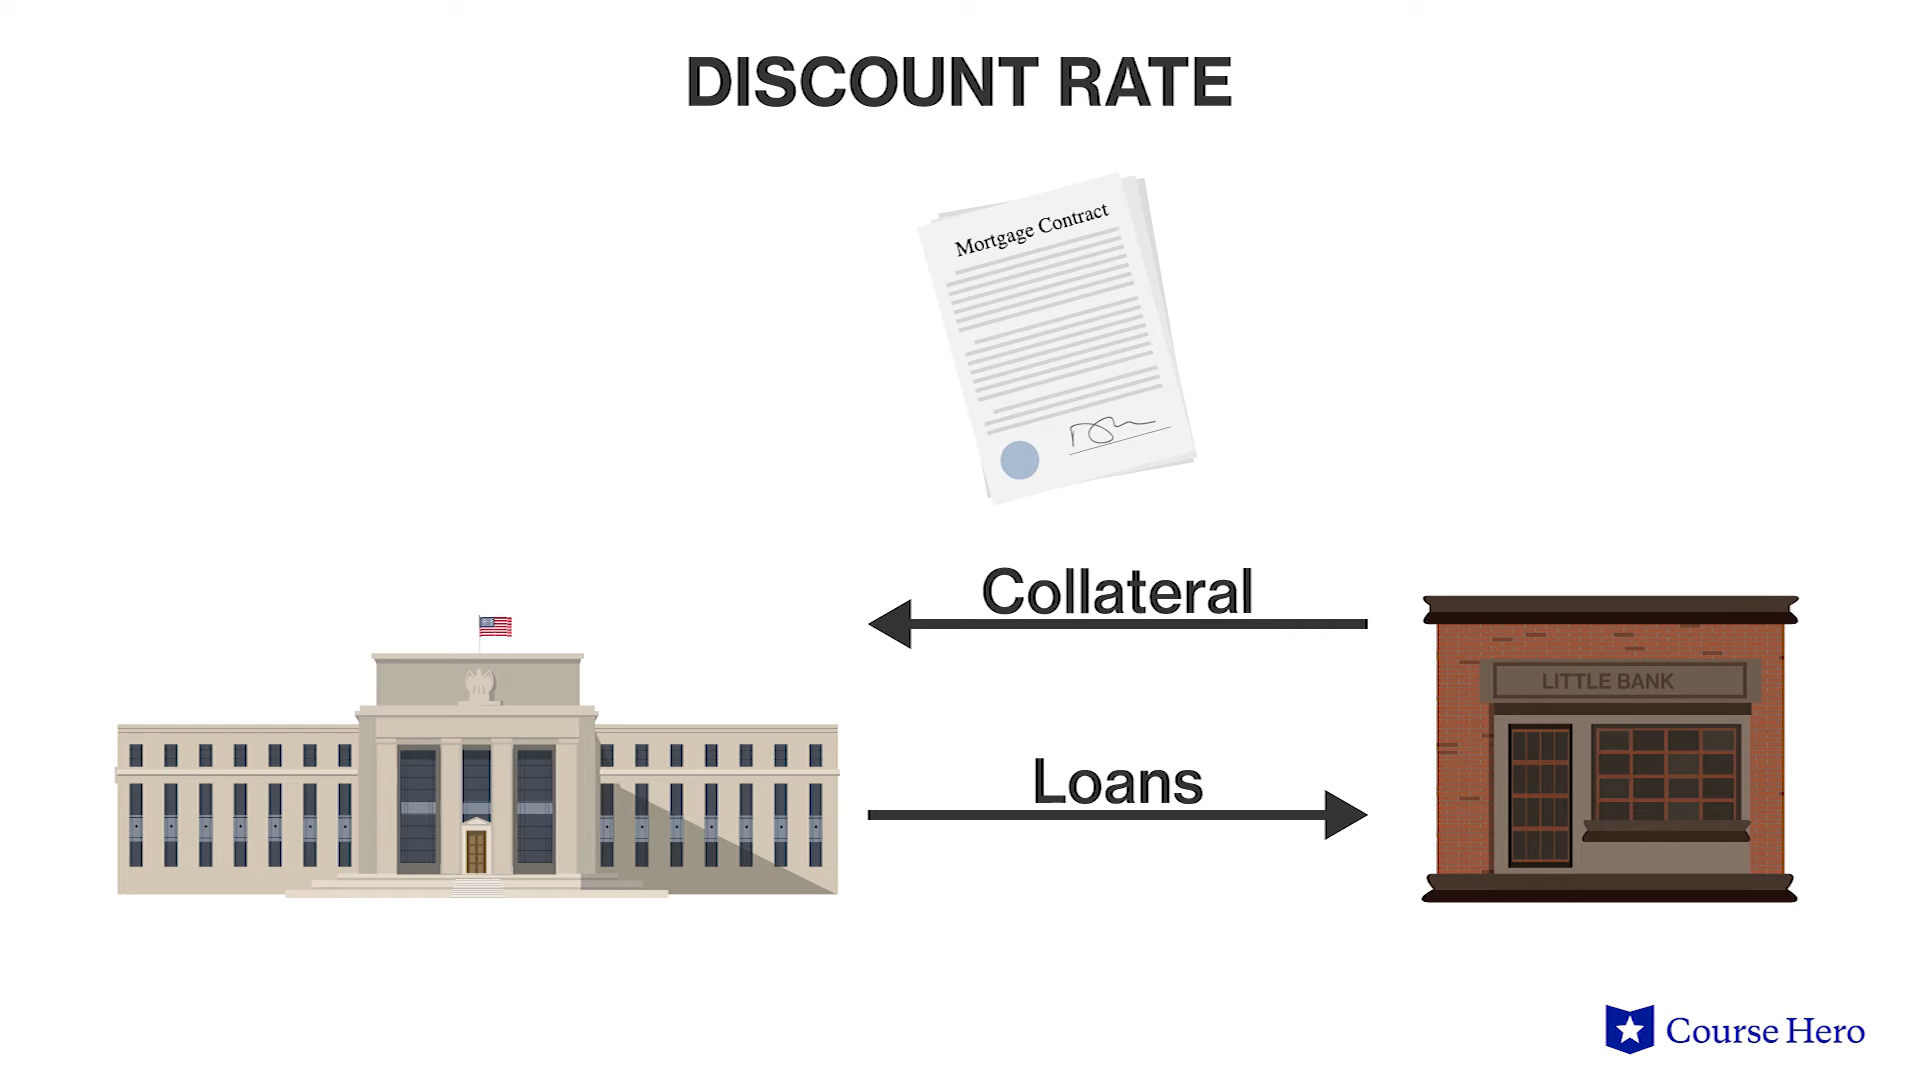 DISCOUNT RATE
Mortgage Contract
Collateral
LITTLE BANK
Loans
Course Hero